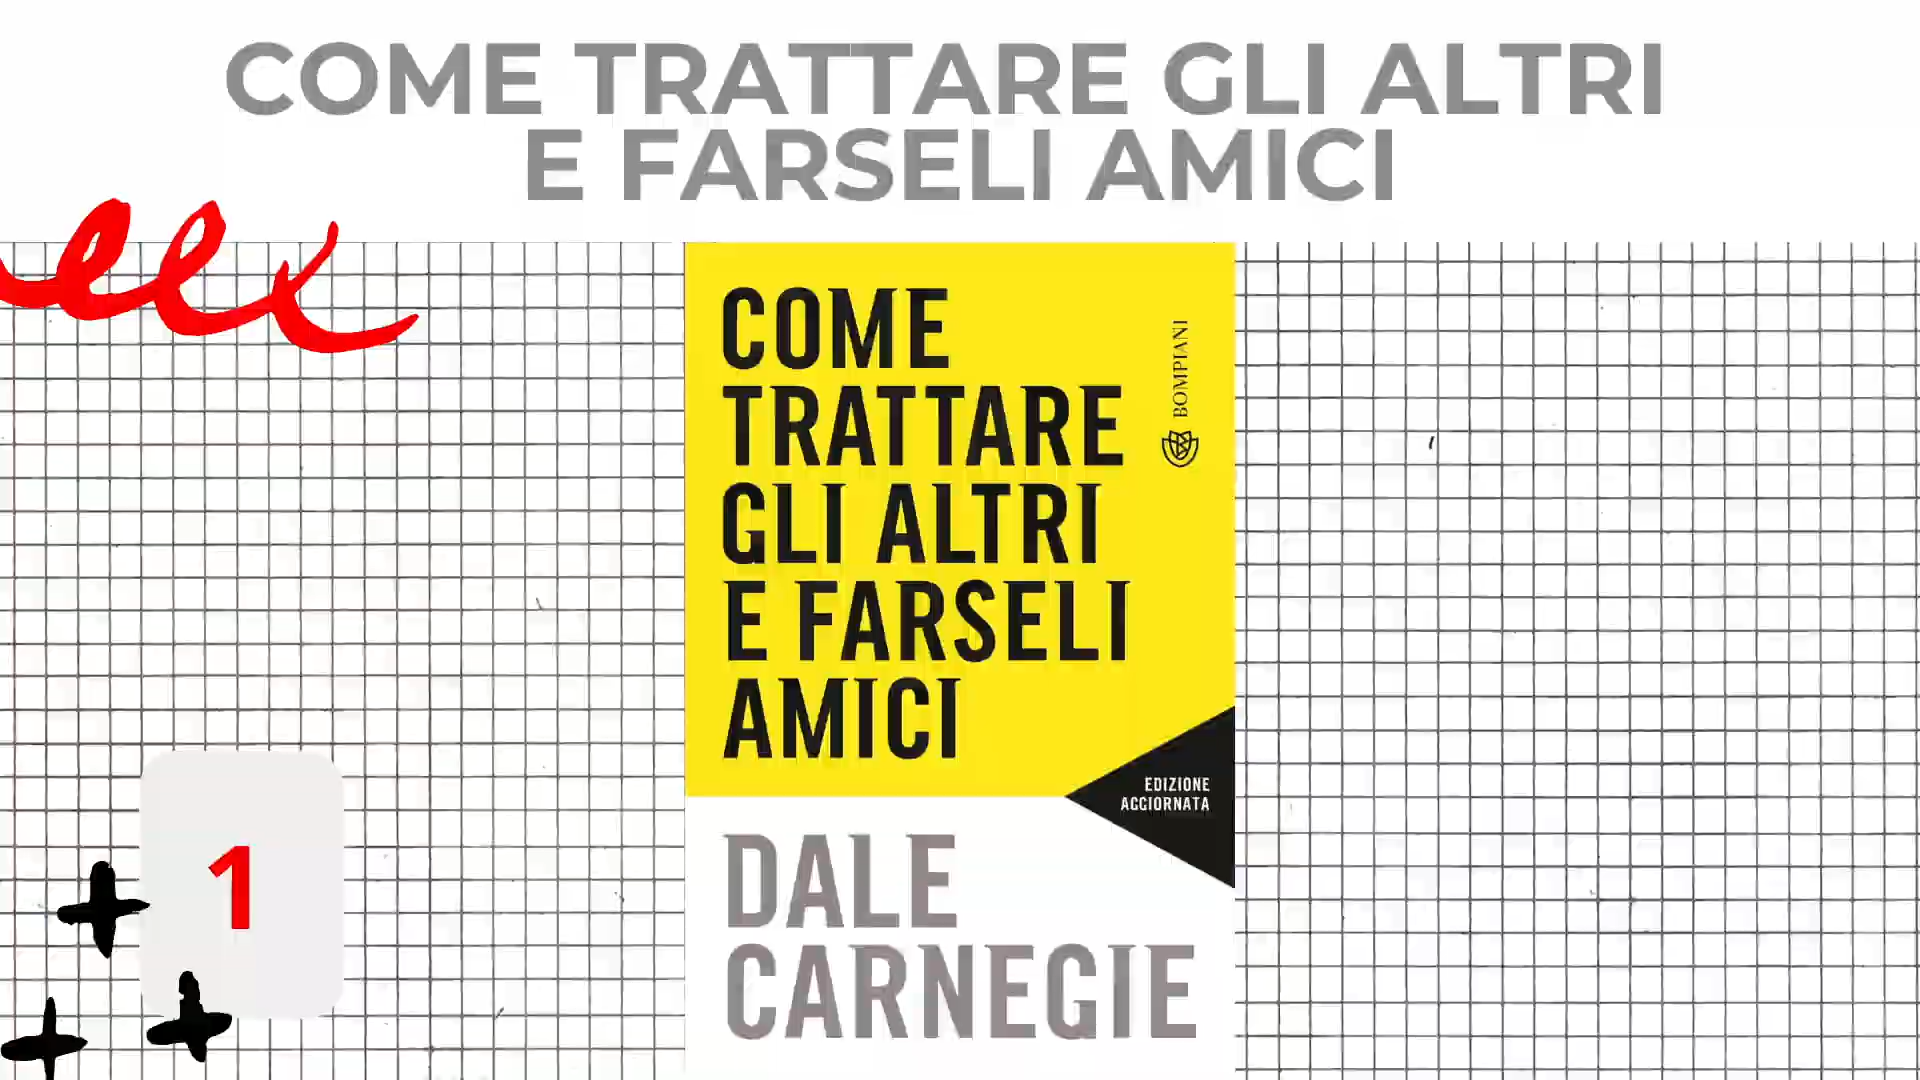 COME TRATTARE GLI ALTRI
E FARSELI AMICI
COME
TRATTARE
GLI ALTRI
E FARSELI
AMICI
BOMPIANI
EDIZIONE
AGGIORNATA
DALE
CARNEGIE
1